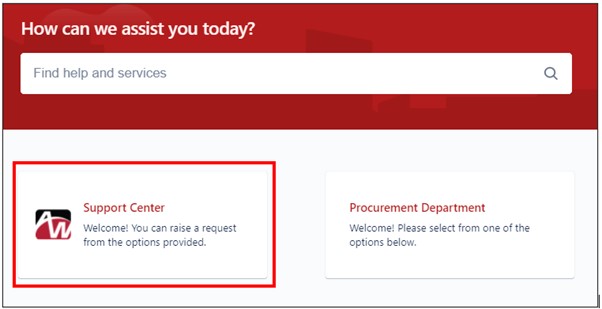 How can we assist you today?
Find help and services
AW
Support Center
Welcome! You can raise a request
from the options provided.
Procurement Department
Welcome! Please select from one of the
options below.